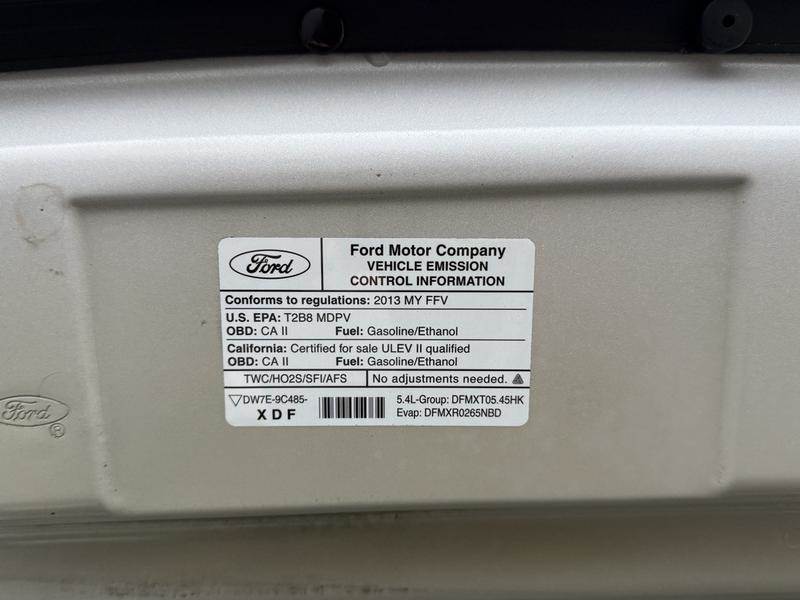 Ford
Ford Motor Company
VEHICLE EMISSION
CONTROL INFORMATION
Conforms to regulations: 2013 MY FFV
U.S. EPA: T2B8 MDPV
OBD: CA II Fuel: Gasoline/Ethanol
California: Certified for sale ULEV II qualified
OBD: CA II Fuel: Gasoline/Ethanol
TWC/HO2S/SFI/AFS No adjustments needed.
DW7E-9C485-
X D F
5.4L-Group: DFMXT05.45HK
Evap: DFMXR0265NBD
Ford ®